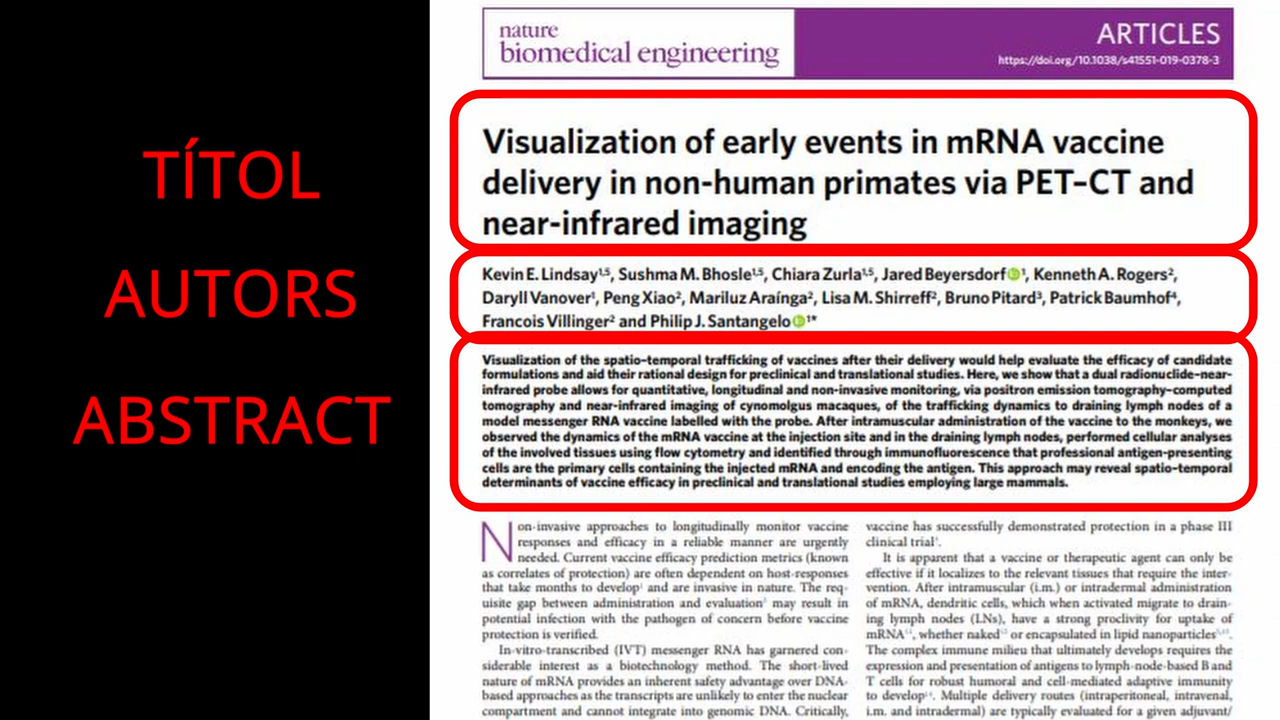 TÍTOL
AUTORS
ABSTRACT
nature
biomedical engineering
ARTICLES
https://doi.org/10.1038/s41551-019-0378-3
Visualization of early events in mRNA vaccine
delivery in non-human primates via PET–CT and
near-infrared imaging
Kevin E. Lindsay¹,⁵, Sushma M. Bhosle¹,⁵, Chiara Zurla¹,⁵, Jared Beyersdorf¹, Kenneth A. Rogers²,
Daryll Vanover¹, Peng Xiao², Mariluz Araínga², Lisa M. Shirreff², Bruno Pitard³, Patrick Baumhof⁴,
Francois Villinger² and Philip J. Santangelo¹*
Visualization of the spatio-temporal trafficking of vaccines after their delivery would help evaluate the efficacy of candidate
formulations and aid their rational design for preclinical and translational studies. Here, we show that a dual radionuclide–near-
infrared probe allows for quantitative, longitudinal and non-invasive monitoring, via positron emission tomography–computed
tomography and near-infrared imaging of cynomolgus macaques, of the trafficking dynamics to draining lymph nodes of a
model messenger RNA vaccine labelled with the probe. After intramuscular administration of the vaccine to the monkeys, we
observed the dynamics of the mRNA vaccine at the injection site and in the draining lymph nodes, performed cellular analyses
of the involved tissues using flow cytometry and identified through immunofluorescence that professional antigen-presenting
cells are the primary cells containing the injected mRNA and encoding the antigen. This approach may reveal spatio-temporal
determinants of vaccine efficacy in preclinical and translational studies employing large mammals.
Non-invasive approaches to longitudinally monitor vaccine
responses and efficacy in a reliable manner are urgently
needed. Current vaccine efficacy prediction metrics (known
as correlates of protection) are often dependent on host-responses
that take months to develop¹ and are invasive in nature. The req-
uisite gap between administration and evaluation² may result in
potential infection with the pathogen of concern before vaccine
protection is verified.
In-vitro-transcribed (IVT) messenger RNA has garnered con-
siderable interest as a biotechnology method. The short-lived
nature of mRNA provides an inherent safety advantage over DNA-
based approaches as the transcripts are unlikely to enter the nuclear
compartment and cannot integrate into genomic DNA. Critically,
vaccine has successfully demonstrated protection in a phase III
clinical trial
It is apparent that a vaccine or therapeutic agent can only be
effective if it localizes to the relevant tissues that require the inter-
vention. After intramuscular (i.m.) or intradermal administration
of mRNA, dendritic cells, which when activated migrate to drain-
ing lymph nodes (LNs), have a strong proclivity for uptake of
mRNA, whether naked or encapsulated in lipid nanoparticles
The complex immune milieu that ultimately develops requires the
expression and presentation of antigens to lymph-node-based B and
T cells for robust humoral and cell-mediated adaptive immunity
to develop. Multiple delivery routes (intraperitoneal, intravenal,
i.m. and intradermal) are typically evaluated for a given adjuvant/